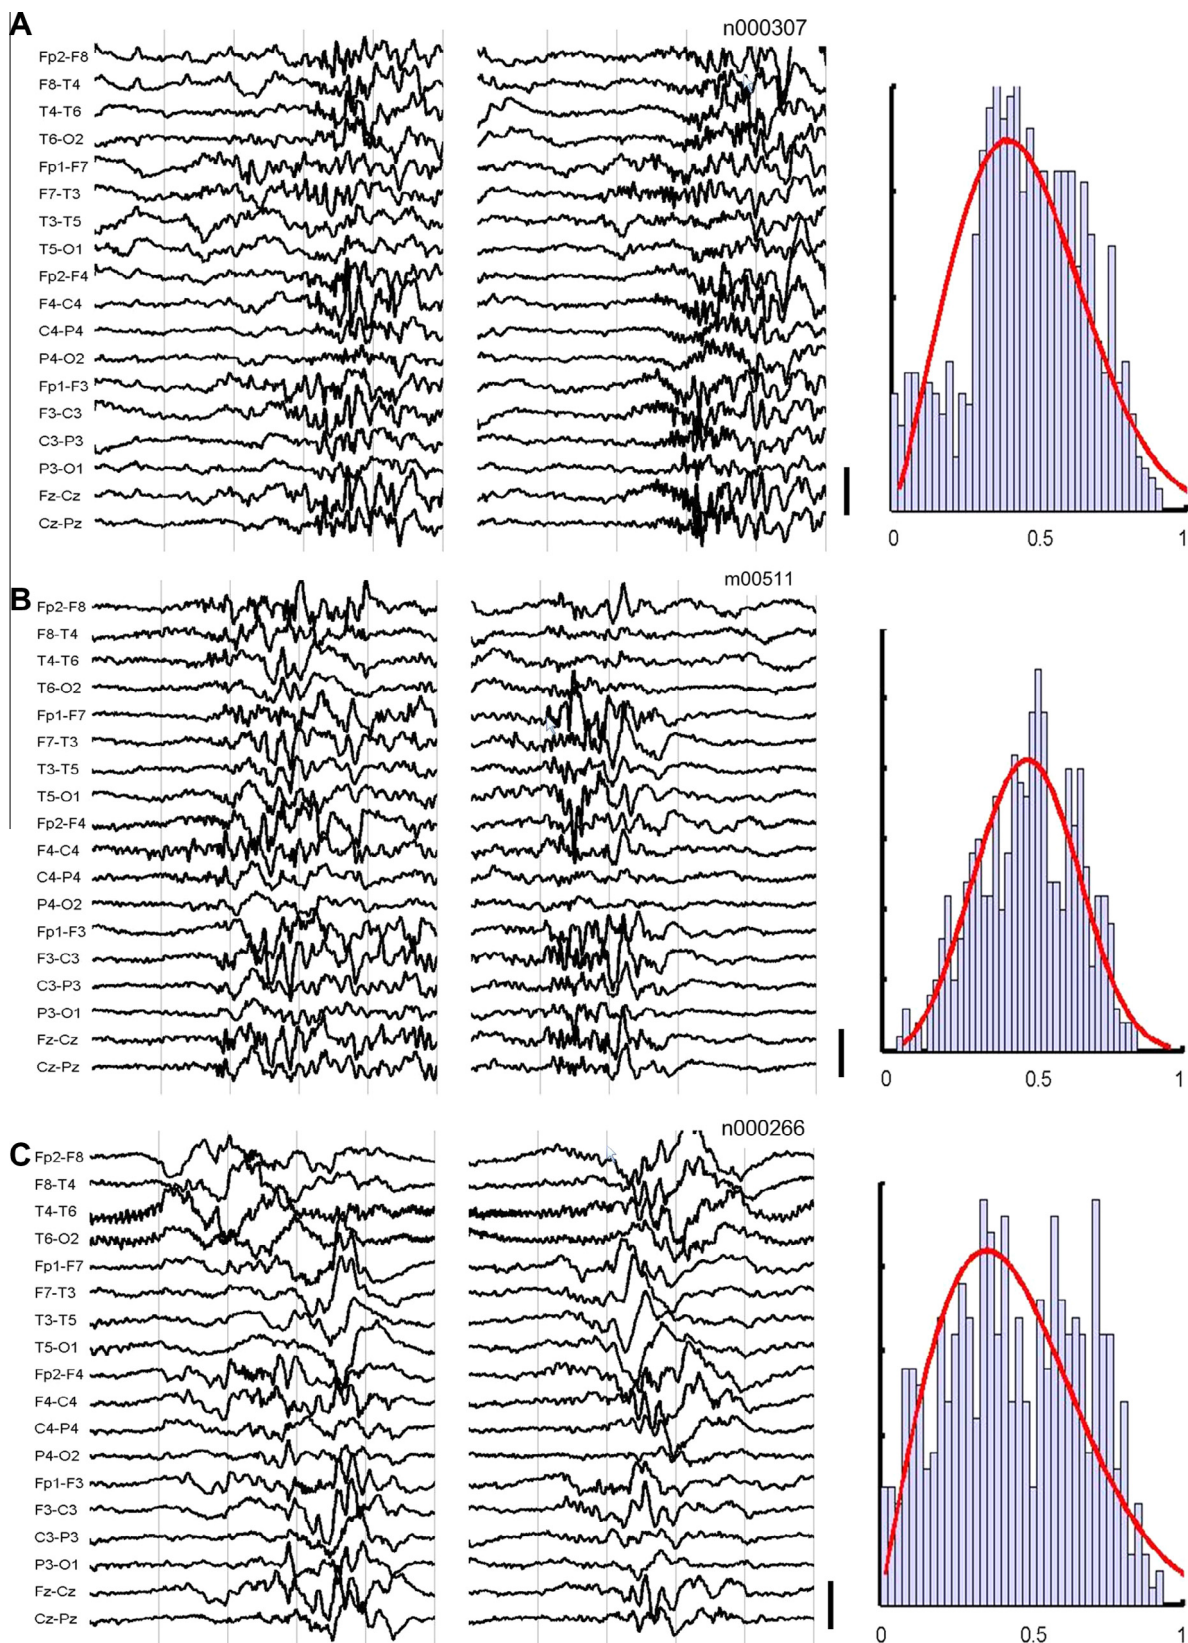 A
n000307
Fp2-F8
F8-T4
T4-T6
T6-O2
Fp1-F7
F7-T3
T3-T5
T5-O1
Fp2-F4
F4-C4
C4-P4
P4-O2
Fp1-F3
F3-C3
C3-P3
P3-O1
Fz-Cz
Cz-Pz
0 0.5 1
B
m00511
Fp2-F8
F8-T4
T4-T6
T6-O2
Fp1-F7
F7-T3
T3-T5
T5-O1
Fp2-F4
F4-C4
C4-P4
P4-O2
Fp1-F3
F3-C3
C3-P3
P3-O1
Fz-Cz
Cz-Pz
0 0.5 1
C
n000266
Fp2-F8
F8-T4
T4-T6
T6-O2
Fp1-F7
F7-T3
T3-T5
T5-O1
Fp2-F4
F4-C4
C4-P4
P4-O2
Fp1-F3
F3-C3
C3-P3
P3-O1
Fz-Cz
Cz-Pz
0 0.5 1